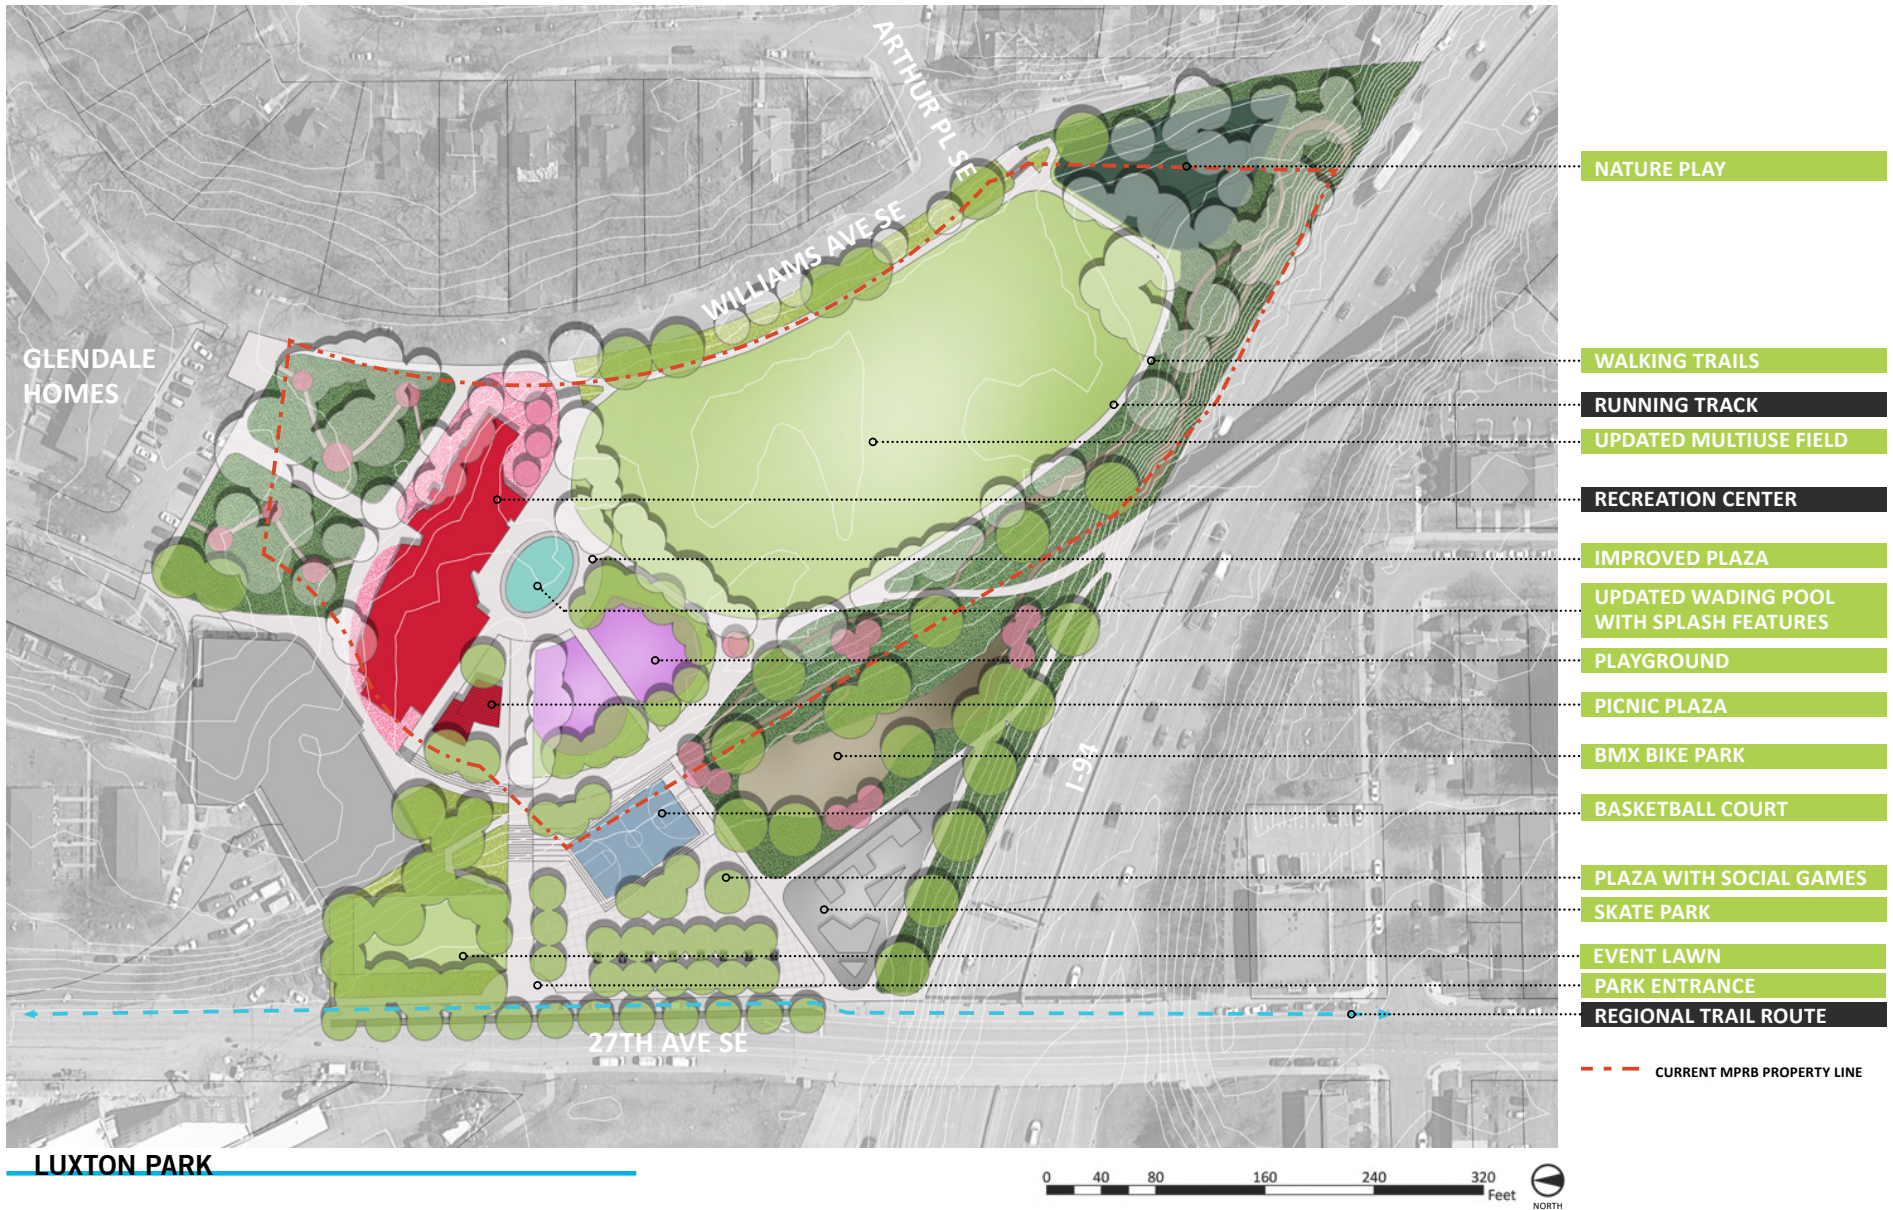 ARTHUR PL SE
WILLIAMS AVE SE
GLENDALE
HOMES
I-94
27TH AVE SE
NATURE PLAY
WALKING TRAILS
RUNNING TRACK
UPDATED MULTIUSE FIELD
RECREATION CENTER
IMPROVED PLAZA
UPDATED WADING POOL
WITH SPLASH FEATURES
PLAYGROUND
PICNIC PLAZA
BMX BIKE PARK
BASKETBALL COURT
PLAZA WITH SOCIAL GAMES
SKATE PARK
EVENT LAWN
PARK ENTRANCE
REGIONAL TRAIL ROUTE
CURRENT MPRB PROPERTY LINE
LUXTON PARK
0 40 80 160 240 320
Feet
NORTH